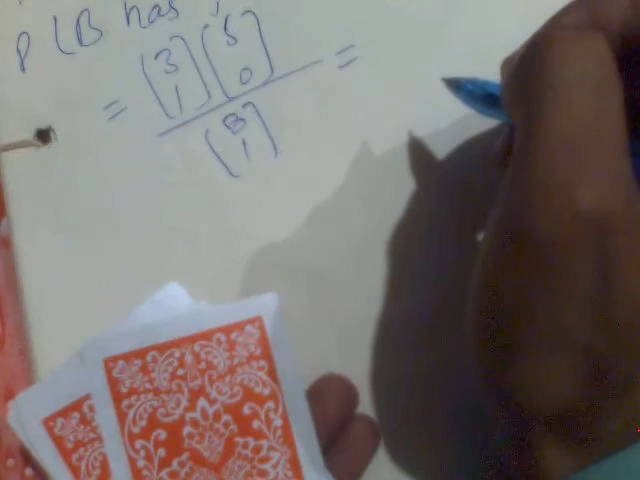 P (B has
= (3 1) (5 0) =
(8 1)